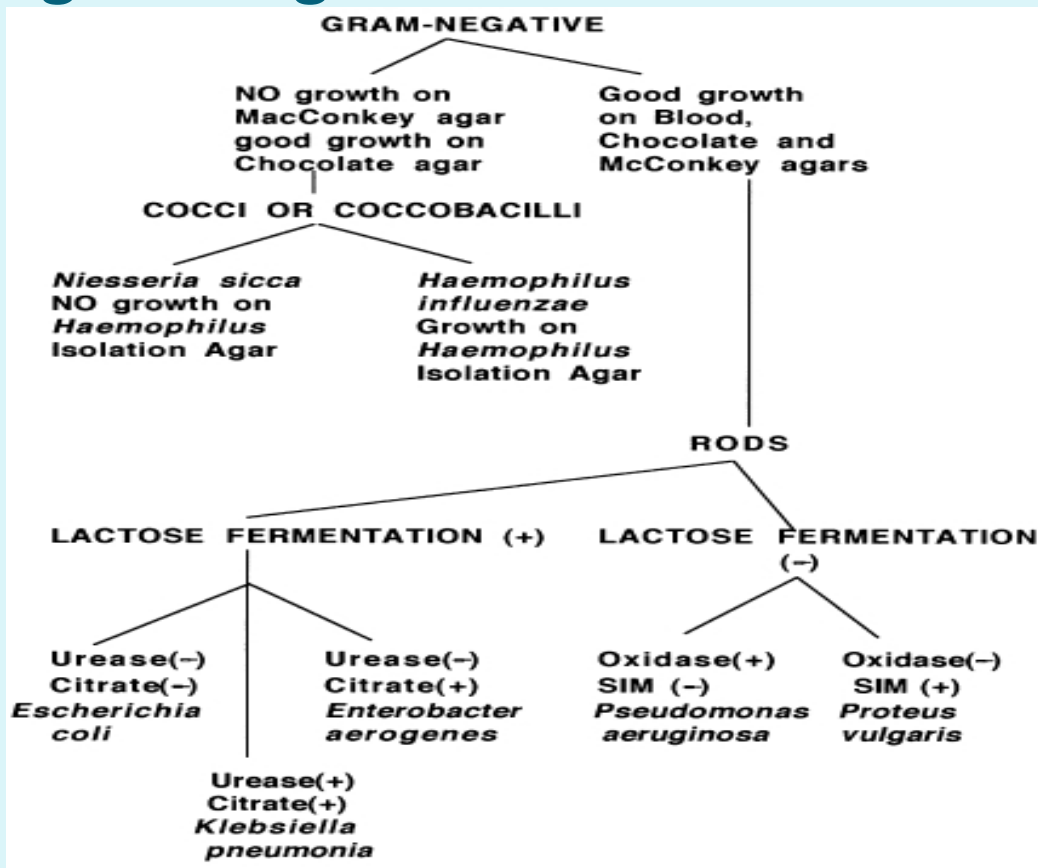 GRAM-NEGATIVE
NO growth on
MacConkey agar
good growth on
Chocolate agar
Good growth
on Blood,
Chocolate and
McConkey agars
COCCI OR COCCOBACILLI
Niesseria sicca
NO growth on
Haemophilus
Isolation Agar
Haemophilus
influenzae
Growth on
Haemophilus
Isolation Agar
RODS
LACTOSE FERMENTATION (+)
LACTOSE FERMENTATION
(−)
Urease(−)
Citrate(−)
Escherichia
coli
Urease(+)
Citrate(+)
Klebsiella
pneumonia
Urease(−)
Citrate(+)
Enterobacter
aerogenes
Oxidase(+)
SIM (−)
Pseudomonas
aeruginosa
Oxidase(−)
SIM (+)
Proteus
vulgaris